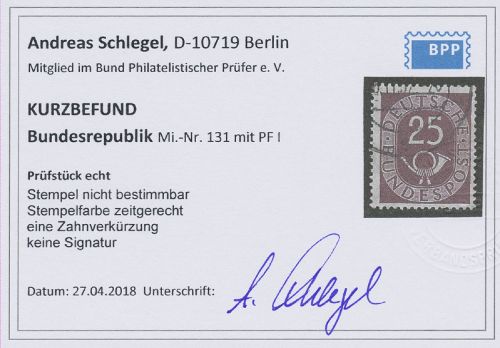 Andreas Schlegel, D-10719 Berlin
Mitglied im Bund Philatelistischer Prüfer e. V.
BPP
KURZBEFUND
Bundesrepublik Mi.-Nr. 131 mit PF I
DEUTSCHE
25
BUNDESPOST
Prüfstück echt
Stempel nicht bestimmbar
Stempelfarbe zeitgerecht
eine Zahnverkürzung
keine Signatur
Datum: 27.04.2018 Unterschrift:
A. Schlegel